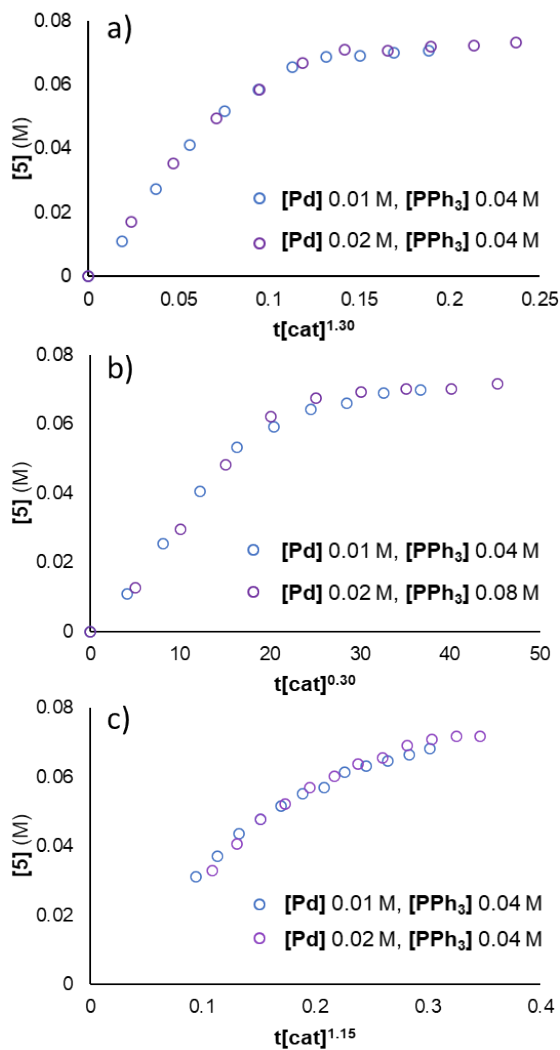 a)
0.08
0.06
0.04
0.02
0
[5] (M)
[Pd] 0.01 M, [PPh₃] 0.04 M
[Pd] 0.02 M, [PPh₃] 0.04 M
0 0.05 0.1 0.15 0.2 0.25
t[cat]^1.30
b)
0.08
0.06
0.04
0.02
0
[5] (M)
[Pd] 0.01 M, [PPh₃] 0.04 M
[Pd] 0.02 M, [PPh₃] 0.08 M
0 10 20 30 40 50
t[cat]^0.30
c)
0.08
0.06
0.04
0.02
0
[5] (M)
[Pd] 0.01 M, [PPh₃] 0.04 M
[Pd] 0.02 M, [PPh₃] 0.04 M
0 0.1 0.2 0.3 0.4
t[cat]^1.15